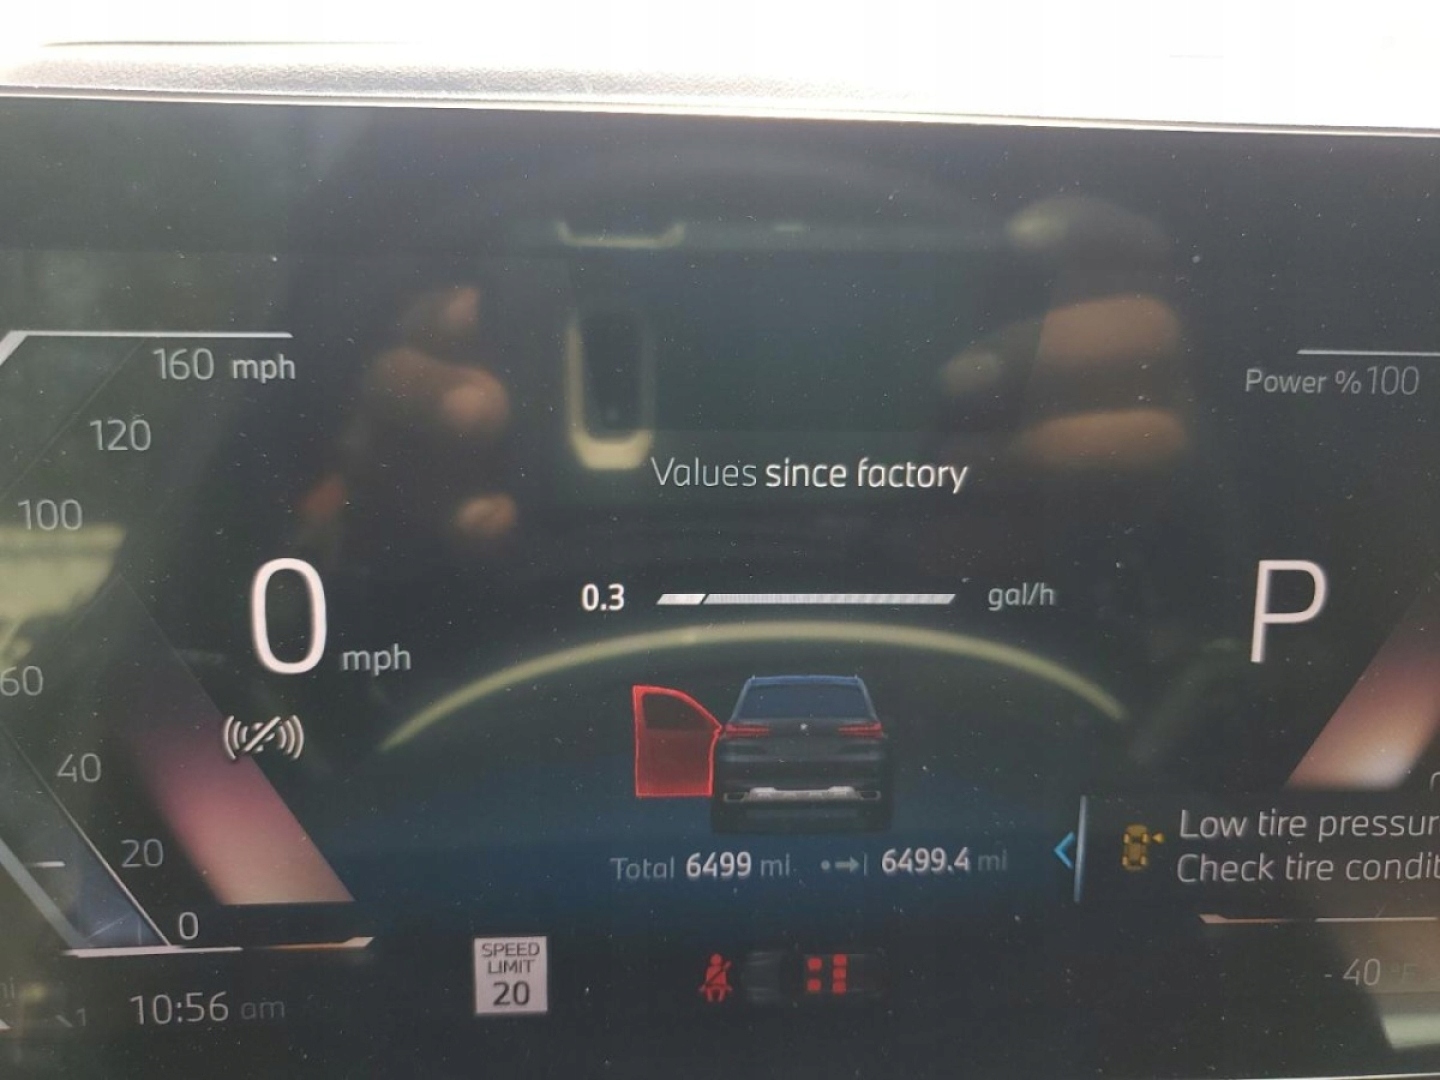 160 mph
120
100
60
40
20
0
0 mph
Values since factory
0.3 gal/h
Total 6499 mi 6499.4 mi
Power % 100
P
Low tire pressur
Check tire condit
SPEED
LIMIT
20
10:56 am
- 40 °F